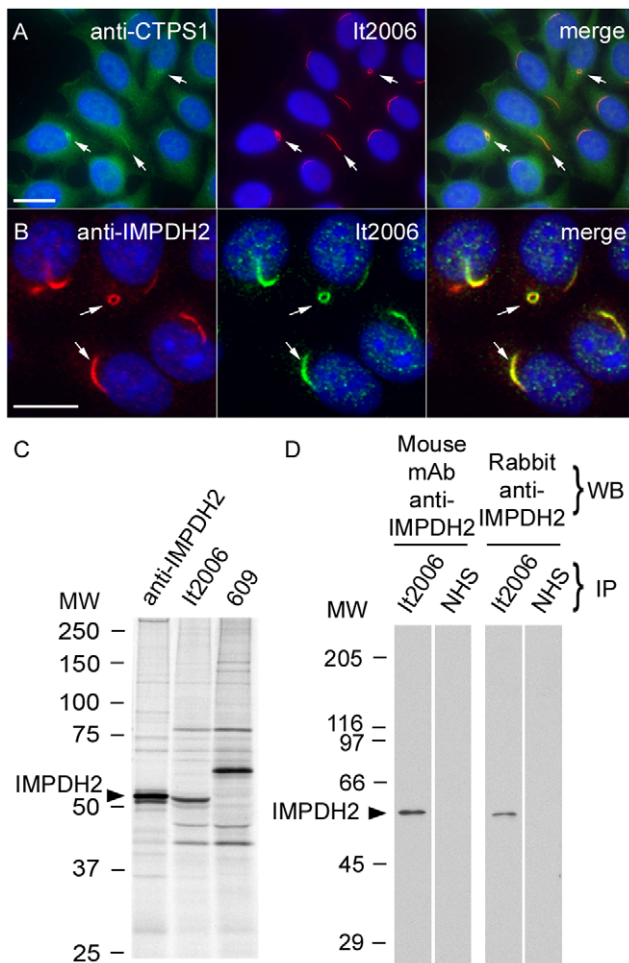 A
anti-CTPS1
It2006
merge
B
anti-IMPDH2
It2006
merge
C
anti-IMPDH2
It2006
609
MW
250
150
100
75
IMPDH2
50
37
25
D
Mouse
mAb
anti-
IMPDH2
Rabbit
anti-
IMPDH2
WB
It2006
NHS
It2006
NHS
IP
MW
205
116
97
66
IMPDH2
45
29